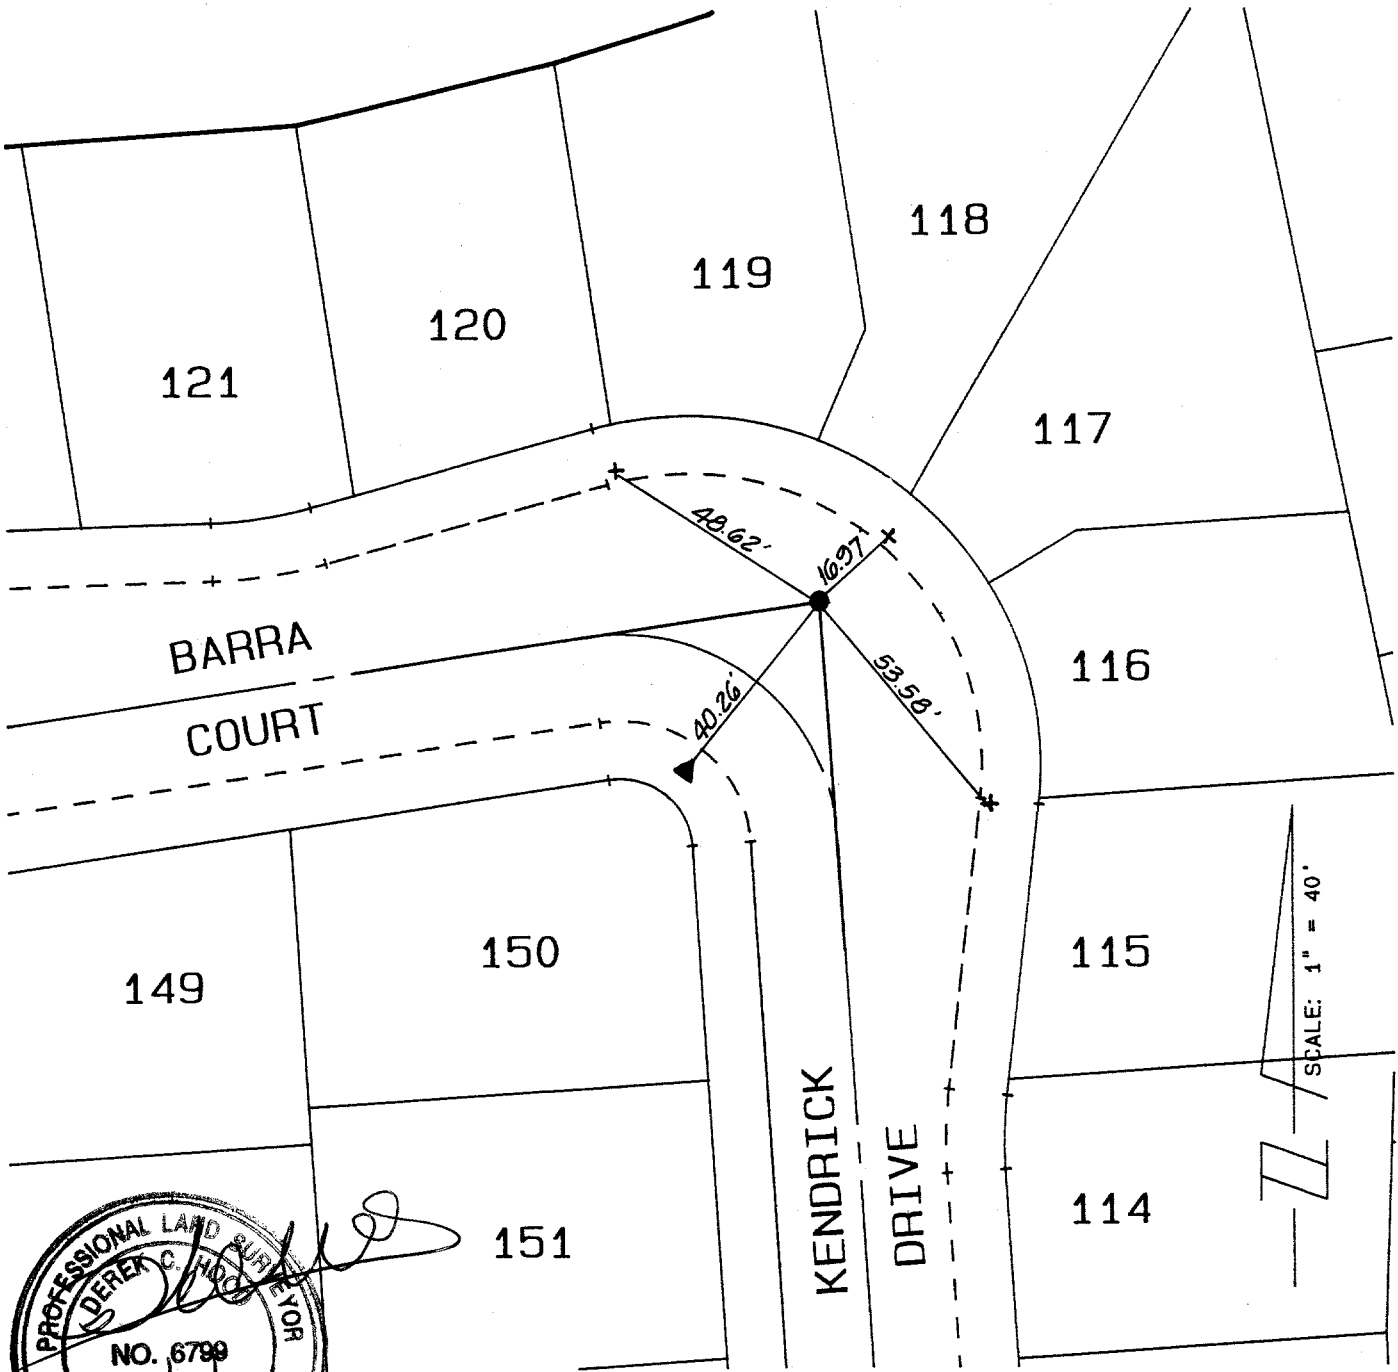 118
119
120
121
117
48.62'
16.97'
BARRA
COURT
116
53.58'
40.26'
150
149
115
SCALE: 1" = 40'
KENDRICK
DRIVE
N
114
151
PROFESSIONAL LAND SURVEYOR
DEREK C.
NO. 6799